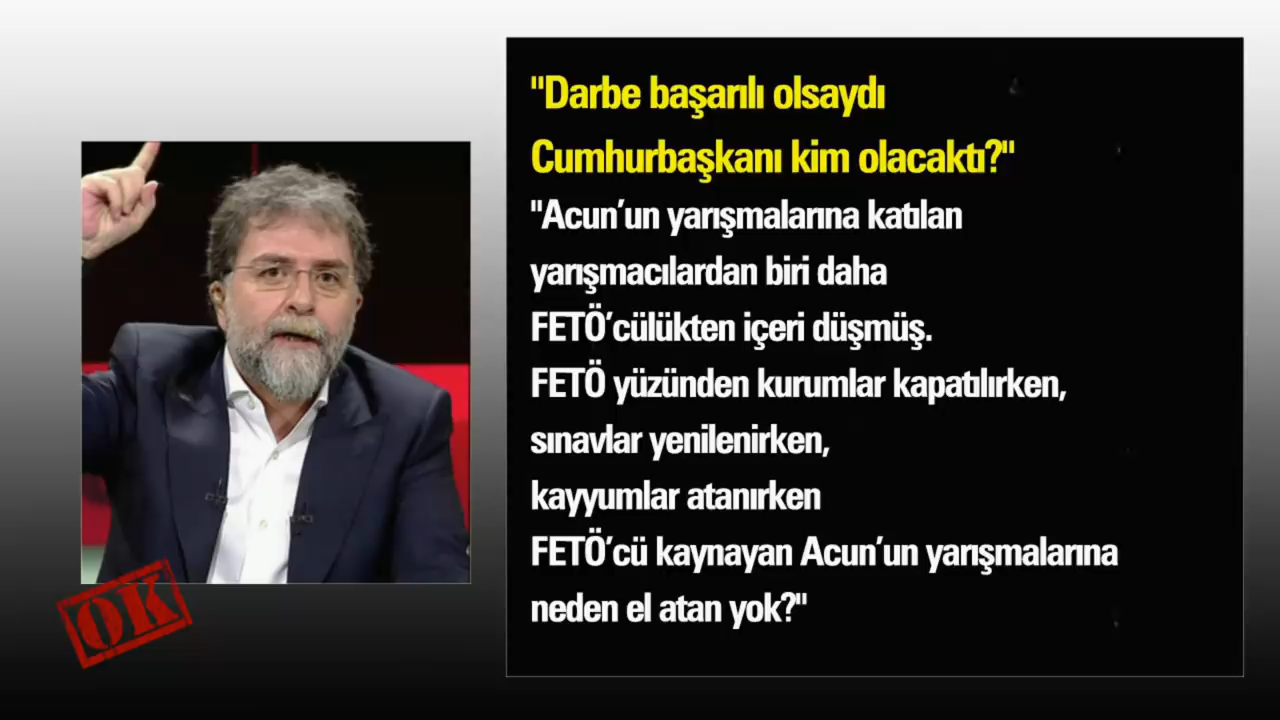 "Darbe başarılı olsaydı
Cumhurbaşkanı kim olacaktı?"
"Acun’un yarışmalarına katılan
yarışmacılardan biri daha
FETÖ’cülükten içeri düşmüş.
FETÖ yüzünden kurumlar kapatılırken,
sınavlar yenilenirken,
kayyumlar atanırken
FETÖ’cü kaynayan Acun’un yarışmalarına
neden el atan yok?"
OK